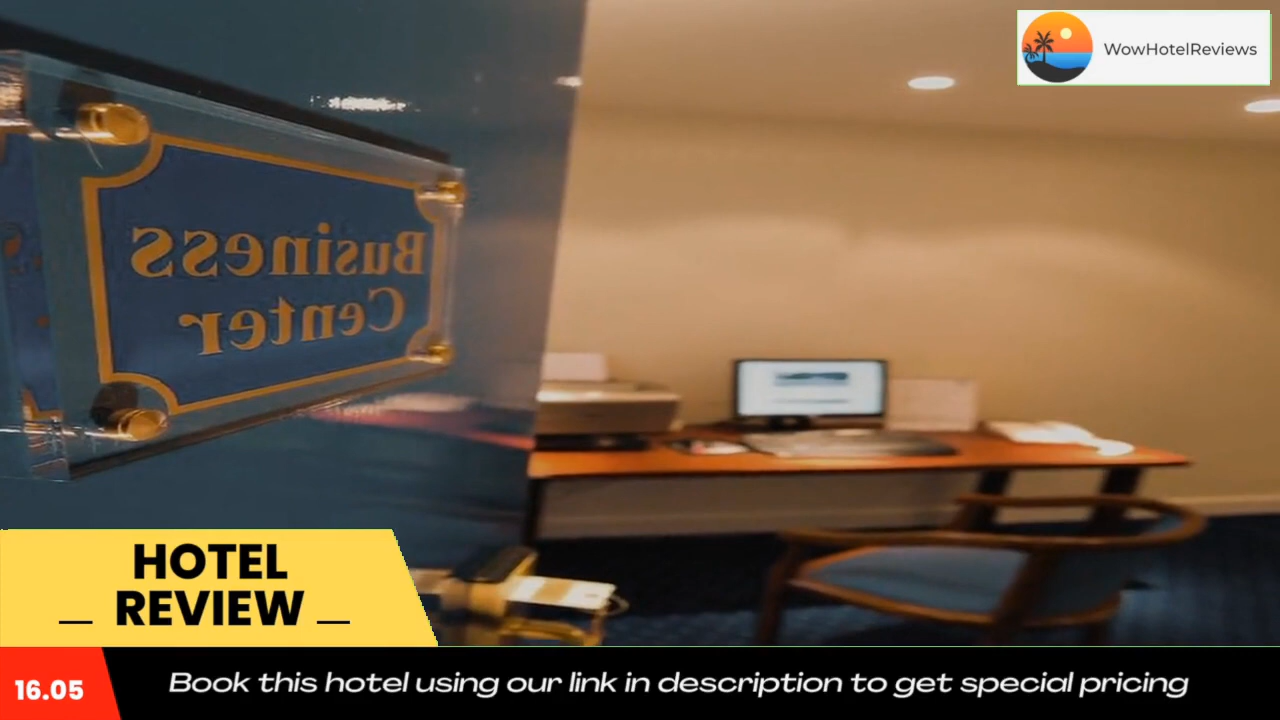 WowHotelReviews
Business
Center
HOTEL
REVIEW
16.05
Book this hotel using our link in description to get special pricing